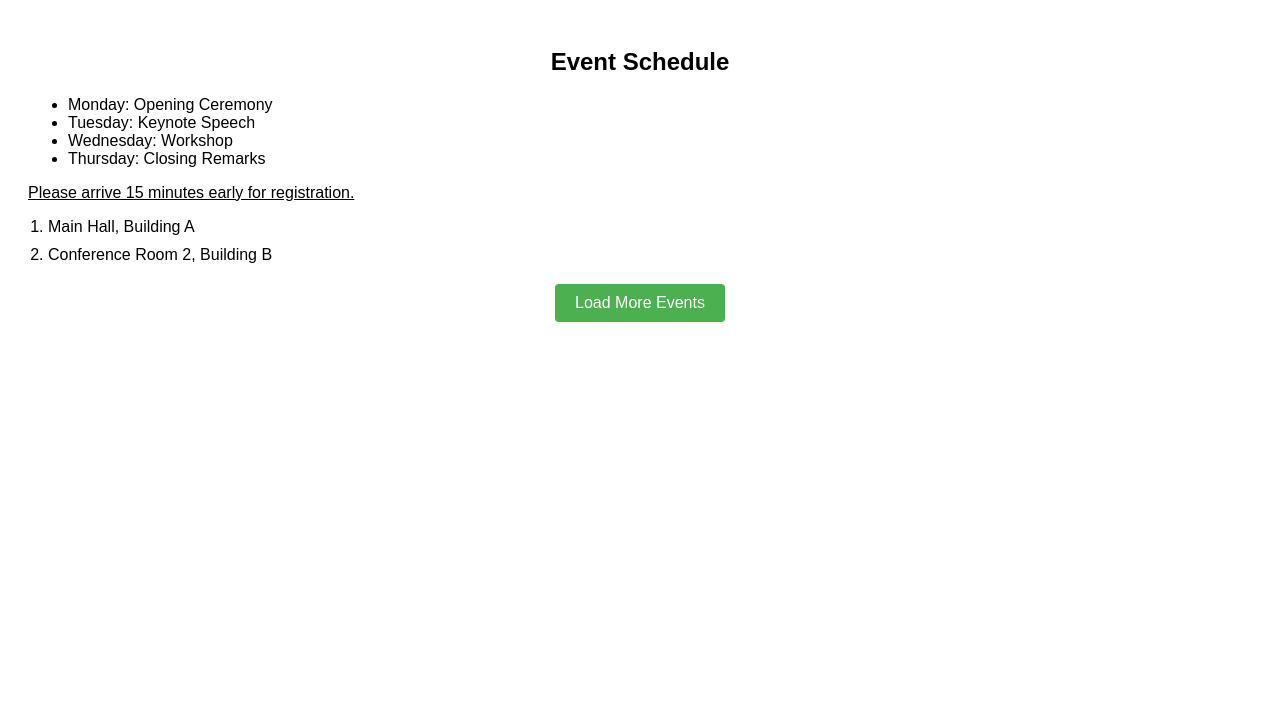 Event Schedule
• Monday: Opening Ceremony
• Tuesday: Keynote Speech
• Wednesday: Workshop
• Thursday: Closing Remarks
Please arrive 15 minutes early for registration.
1. Main Hall, Building A
2. Conference Room 2, Building B
Load More Events